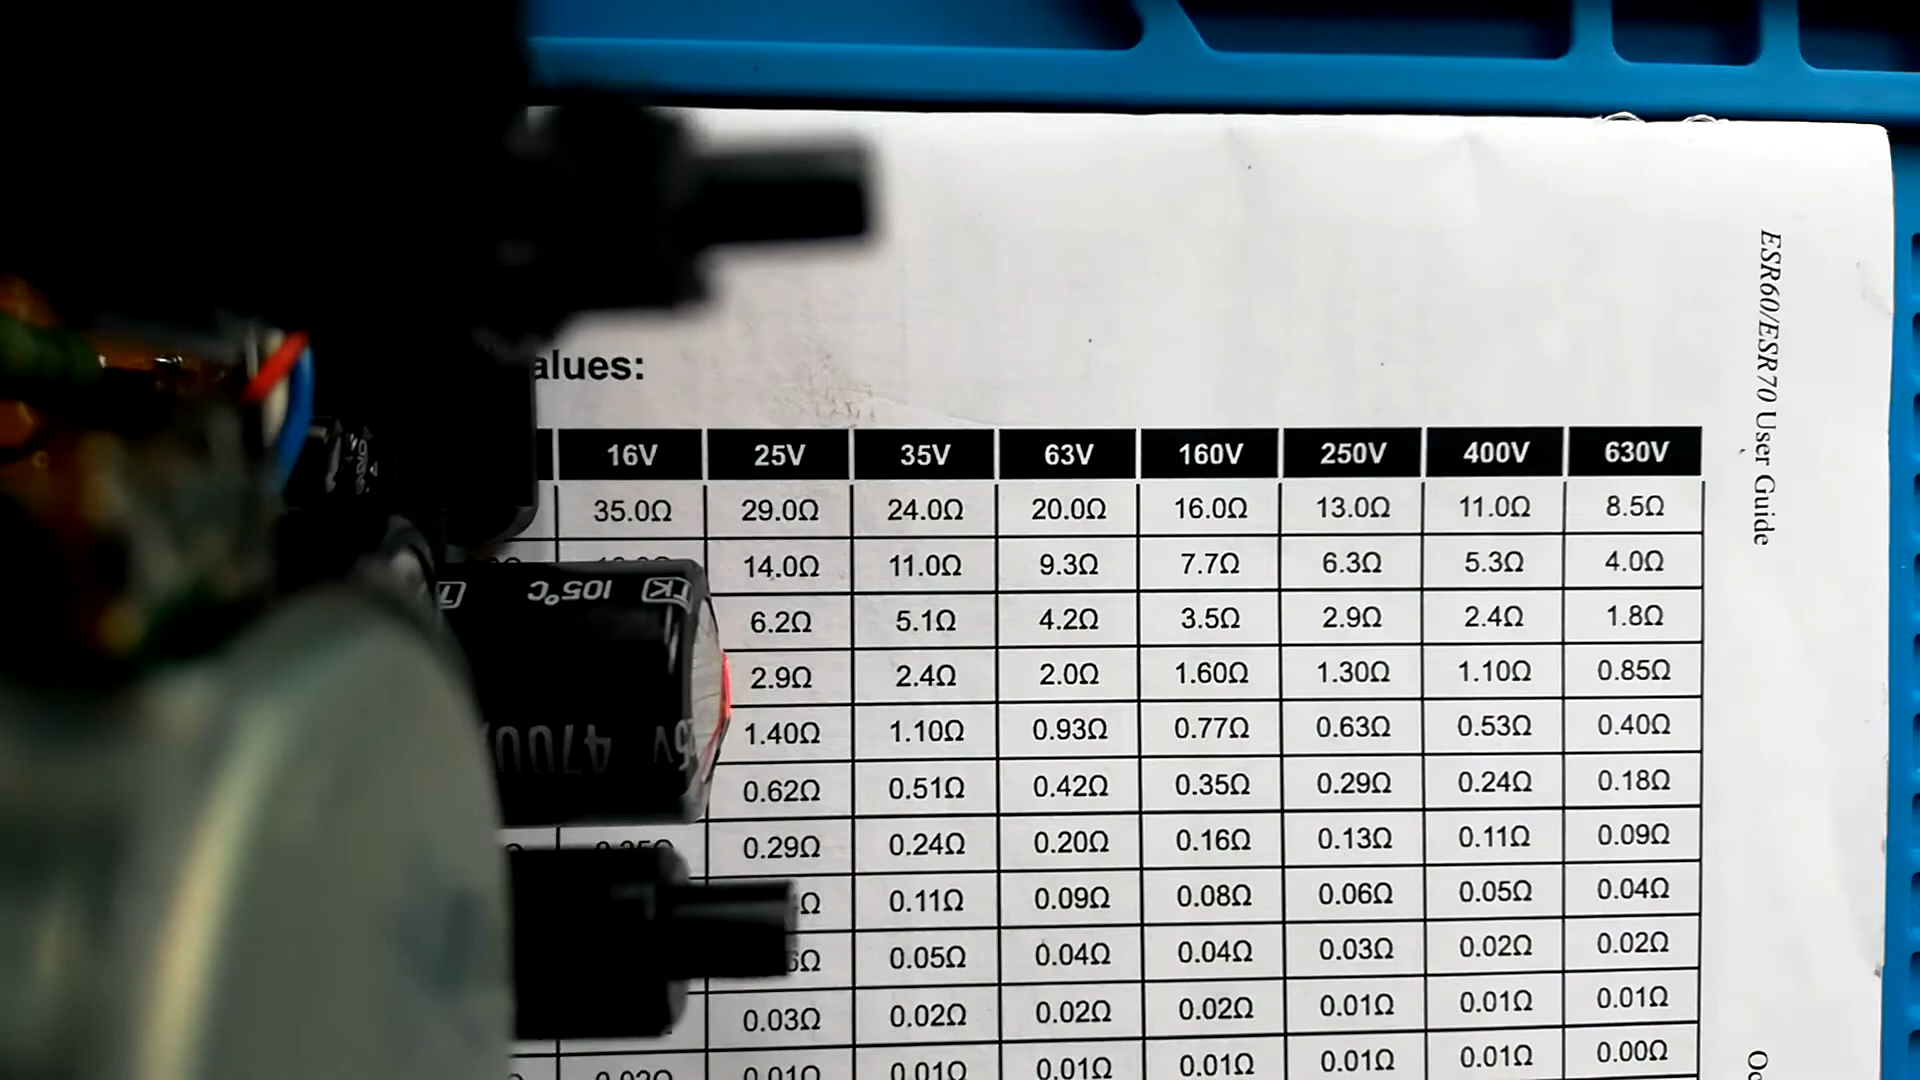 alues:
16V 25V 35V 63V 160V 250V 400V 630V
35.0Ω 29.0Ω 24.0Ω 20.0Ω 16.0Ω 13.0Ω 11.0Ω 8.5Ω
14.0Ω 11.0Ω 9.3Ω 7.7Ω 6.3Ω 5.3Ω 4.0Ω
6.2Ω 5.1Ω 4.2Ω 3.5Ω 2.9Ω 2.4Ω 1.8Ω
2.9Ω 2.4Ω 2.0Ω 1.60Ω 1.30Ω 1.10Ω 0.85Ω
1.40Ω 1.10Ω 0.93Ω 0.77Ω 0.63Ω 0.53Ω 0.40Ω
0.62Ω 0.51Ω 0.42Ω 0.35Ω 0.29Ω 0.24Ω 0.18Ω
0.29Ω 0.24Ω 0.20Ω 0.16Ω 0.13Ω 0.11Ω 0.09Ω
Ω 0.11Ω 0.09Ω 0.08Ω 0.06Ω 0.05Ω 0.04Ω
6Ω 0.05Ω 0.04Ω 0.04Ω 0.03Ω 0.02Ω 0.02Ω
0.03Ω 0.02Ω 0.02Ω 0.02Ω 0.01Ω 0.01Ω 0.01Ω
0.01Ω 0.01Ω 0.01Ω 0.01Ω 0.01Ω 0.01Ω 0.00Ω
ESR60/ESR70 User Guide
105°C
5V 4700